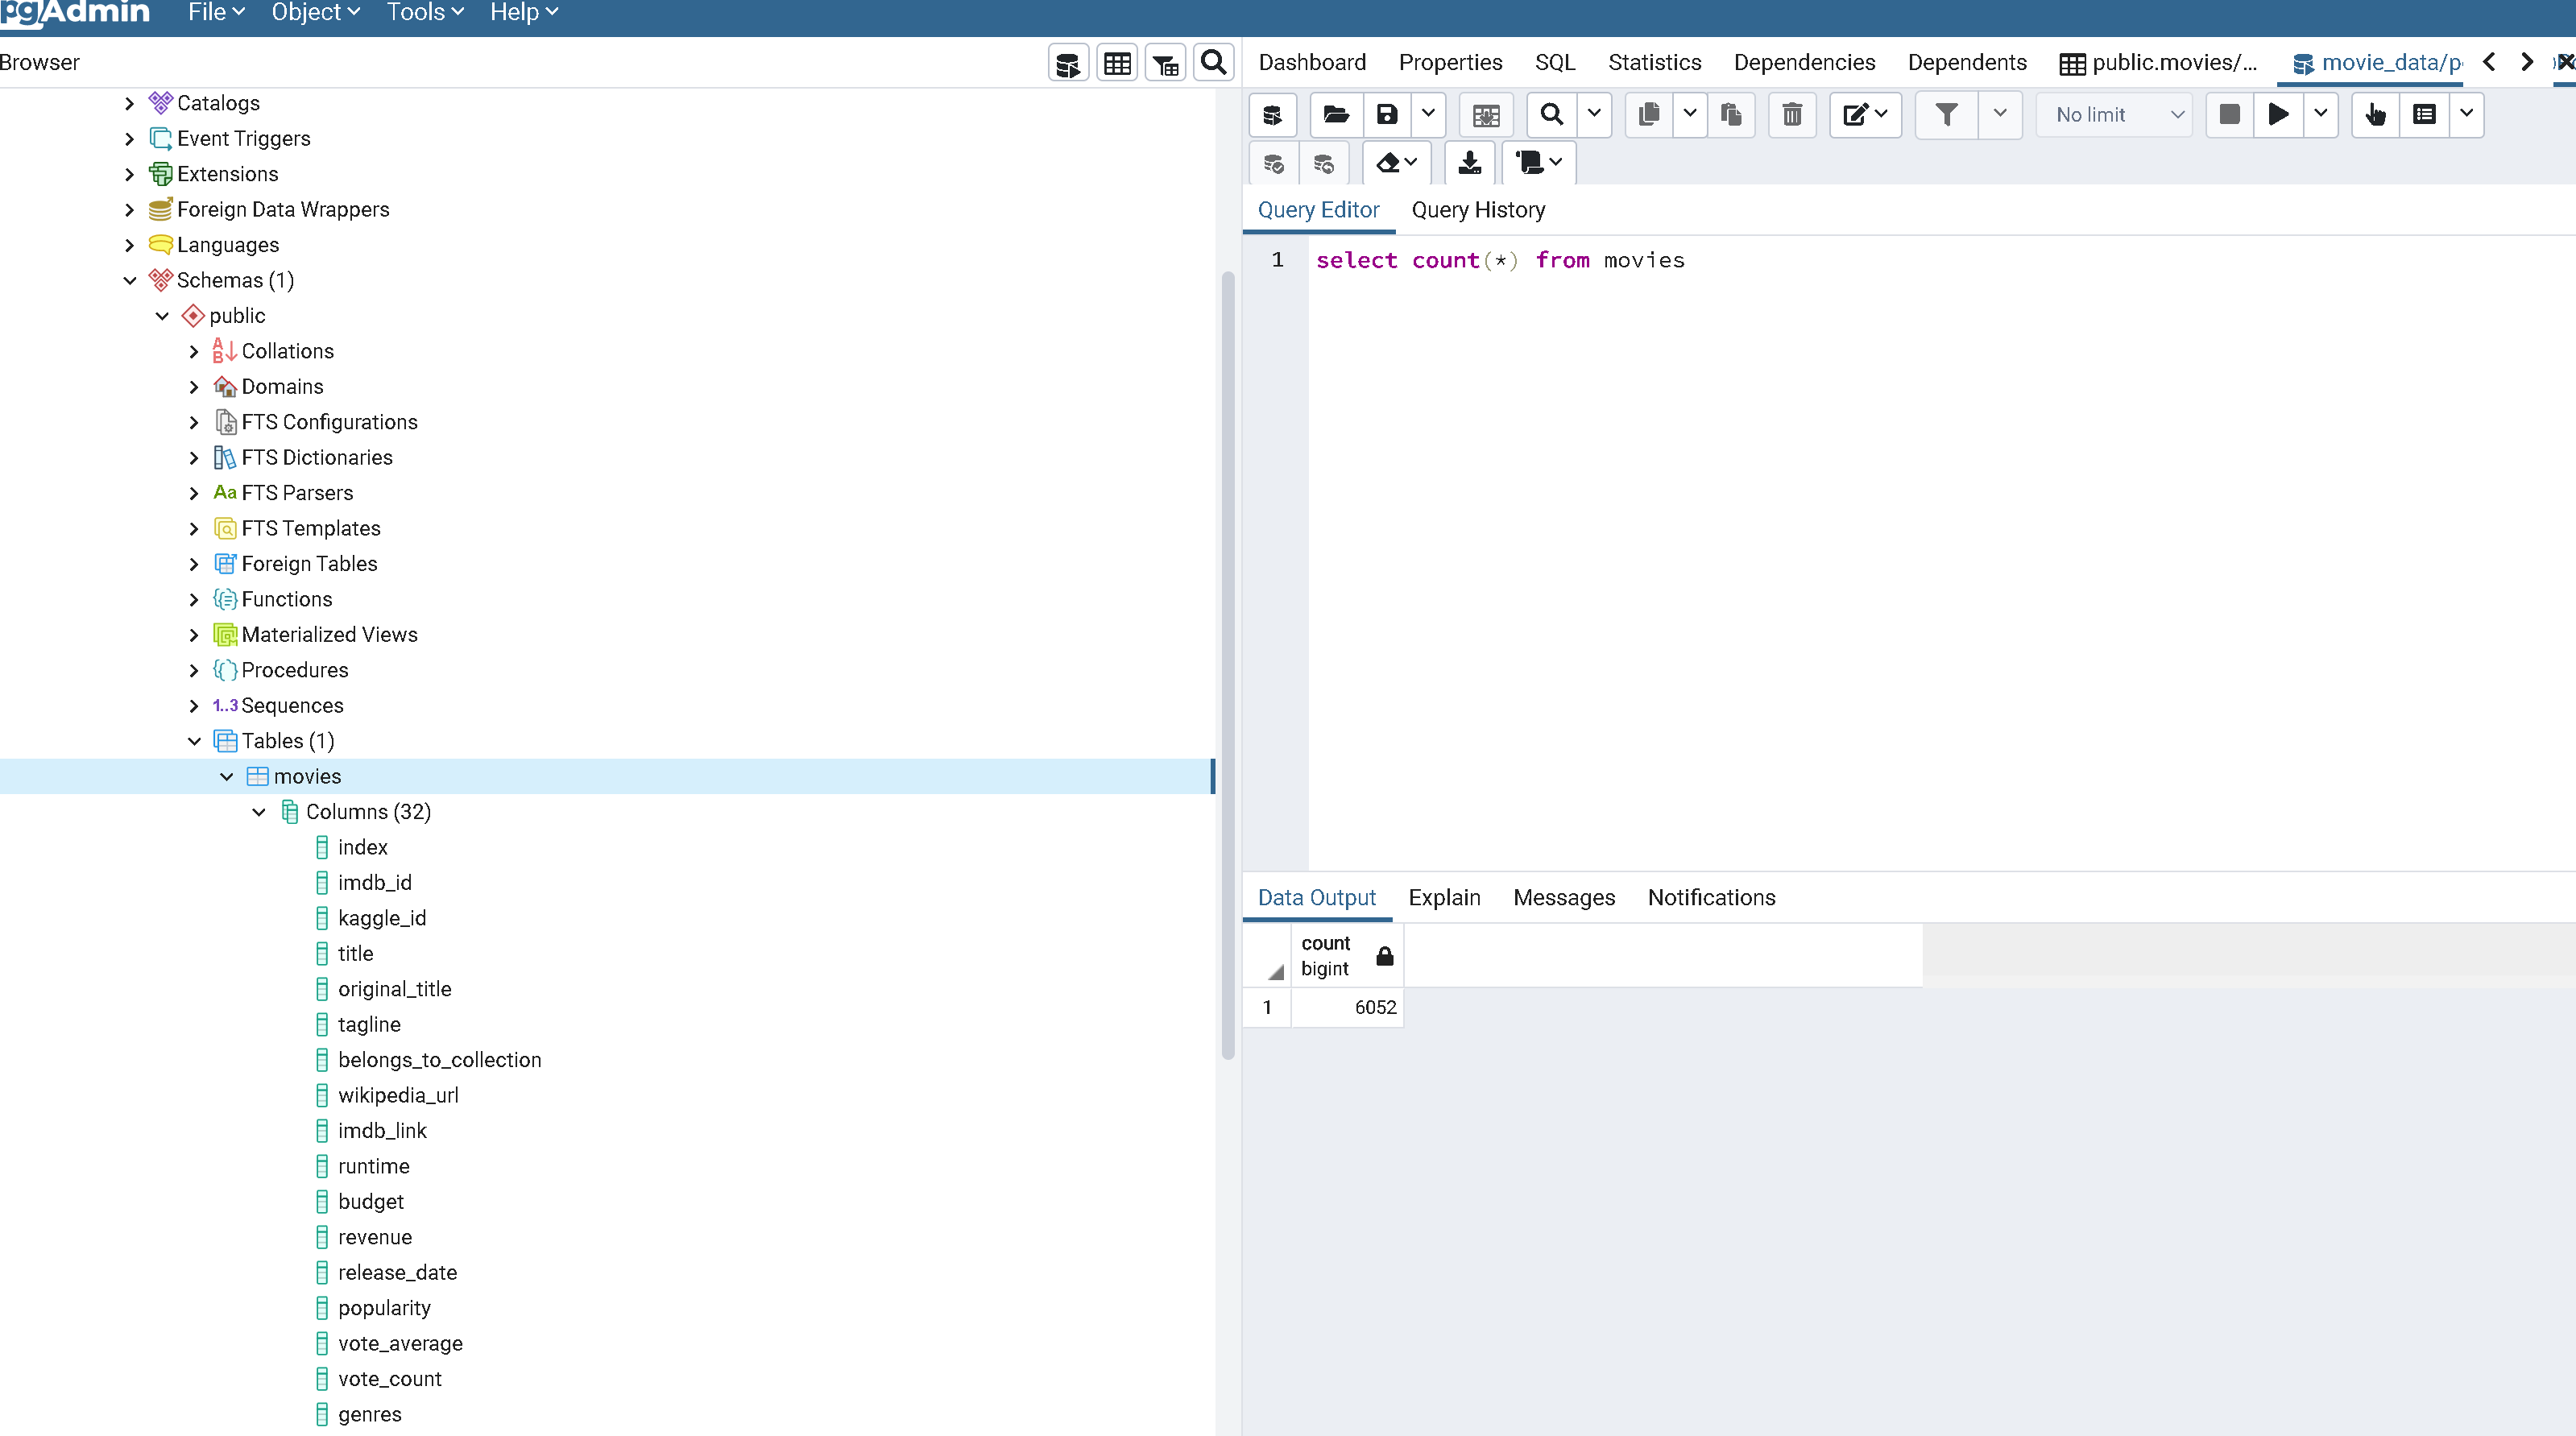 pgAdmin File Object Tools Help
Browser
Dashboard Properties SQL Statistics Dependencies Dependents public.movies/... movie_data/p
Catalogs
Event Triggers
Extensions
Foreign Data Wrappers
Languages
Schemas (1)
public
Collations
Domains
FTS Configurations
FTS Dictionaries
Aa FTS Parsers
FTS Templates
Foreign Tables
Functions
Materialized Views
Procedures
1..3 Sequences
Tables (1)
movies
Columns (32)
index
imdb_id
kaggle_id
title
original_title
tagline
belongs_to_collection
wikipedia_url
imdb_link
runtime
budget
revenue
release_date
popularity
vote_average
vote_count
genres
No limit
Query Editor Query History
1 select count(*) from movies
Data Output Explain Messages Notifications
count
bigint
1 6052